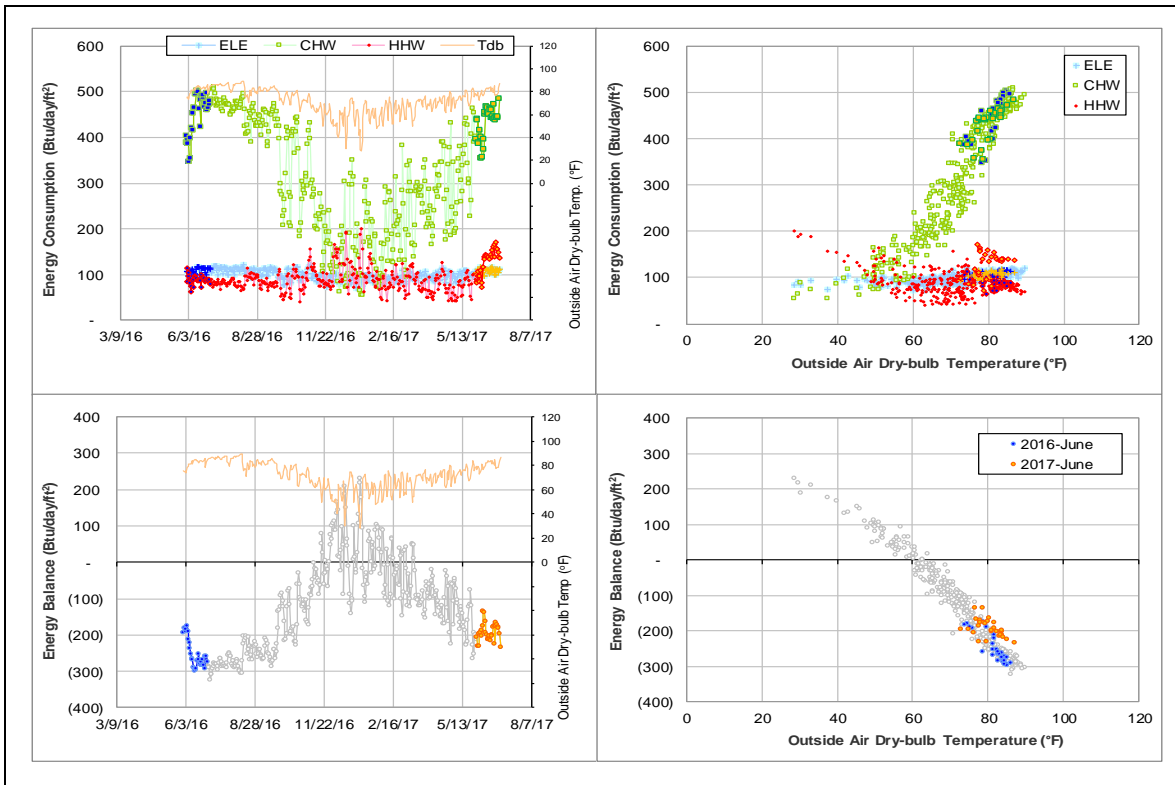 ELE CHW HHW Tdb
Energy Consumption (Btu/day/ft²)
600
500
400
300
200
100
-
120
100
80
60
40
20
0
Outside Air Dry-bulb Temp. (°F)
3/9/16 6/3/16 8/28/16 11/22/16 2/16/17 5/13/17 8/7/17
Energy Consumption (Btu/day/ft²)
600
500
400
300
200
100
-
ELE
CHW
HHW
0 20 40 60 80 100 120
Outside Air Dry-bulb Temperature (°F)
Energy Balance (Btu/day/ft²)
400
300
200
100
-
(100)
(200)
(300)
(400)
120
100
80
60
40
20
0
Outside Air Dry-bulb Temp (°F)
3/9/16 6/3/16 8/28/16 11/22/16 2/16/17 5/13/17 8/7/17
Energy Balance (Btu/day/ft²)
400
300
200
100
-
(100)
(200)
(300)
(400)
2016-June
2017-June
0 20 40 60 80 100 120
Outside Air Dry-bulb Temperature (°F)